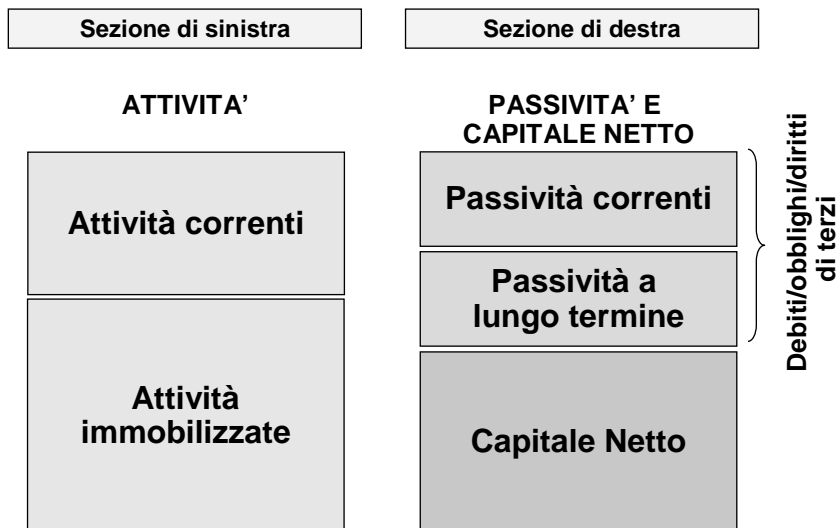 Sezione di sinistra
Sezione di destra
ATTIVITA’
PASSIVITA’ E
CAPITALE NETTO
Attività correnti
Attività
immobilizzate
Passività correnti
Passività a
lungo termine
Capitale Netto
Debiti/obblighi/diritti
di terzi